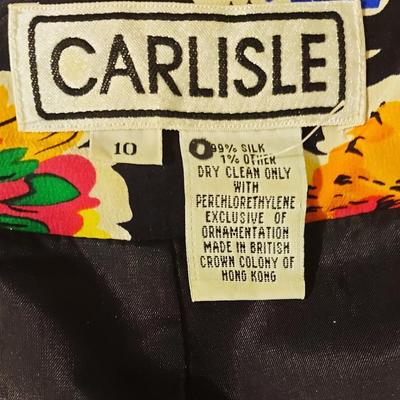 CARLISLE
10
99% SILK
1% OTHER
DRY CLEAN ONLY
WITH
PERCHLORETHYLENE
EXCLUSIVE OF
ORNAMENTATION
MADE IN BRITISH
CROWN COLONY OF
HONG KONG